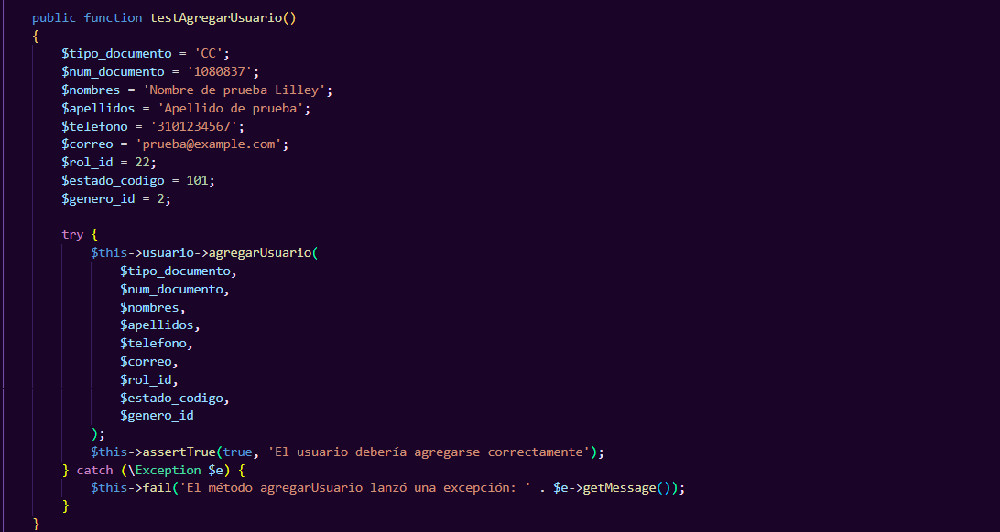 public function testAgregarUsuario()
{
$tipo_documento = 'CC';
$num_documento = '1080837';
$nombres = 'Nombre de prueba Lilley';
$apellidos = 'Apellido de prueba';
$telefono = '3101234567';
$correo = 'prueba@example.com';
$rol_id = 22;
$estado_codigo = 101;
$genero_id = 2;
try {
$this->usuario->agregarUsuario(
$tipo_documento,
$num_documento,
$nombres,
$apellidos,
$telefono,
$correo,
$rol_id,
$estado_codigo,
$genero_id
);
$this->assertTrue(true, 'El usuario debería agregarse correctamente');
} catch (\Exception $e) {
$this->fail('El método agregarUsuario lanzó una excepción: ' . $e->getMessage());
}
}